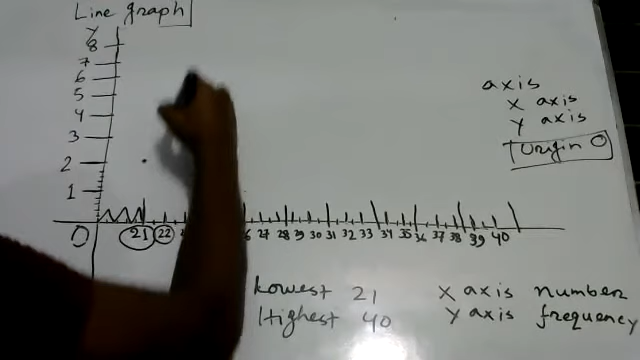 Line graph
y
8
7
6
5
4
3
2
1
0 21 22 27 28 29 30 31 32 33 34 35 36 37 38 39 40
axis
x axis
y axis
Origin 0
Lowest 21
Highest 40
X axis number
Y axis frequency